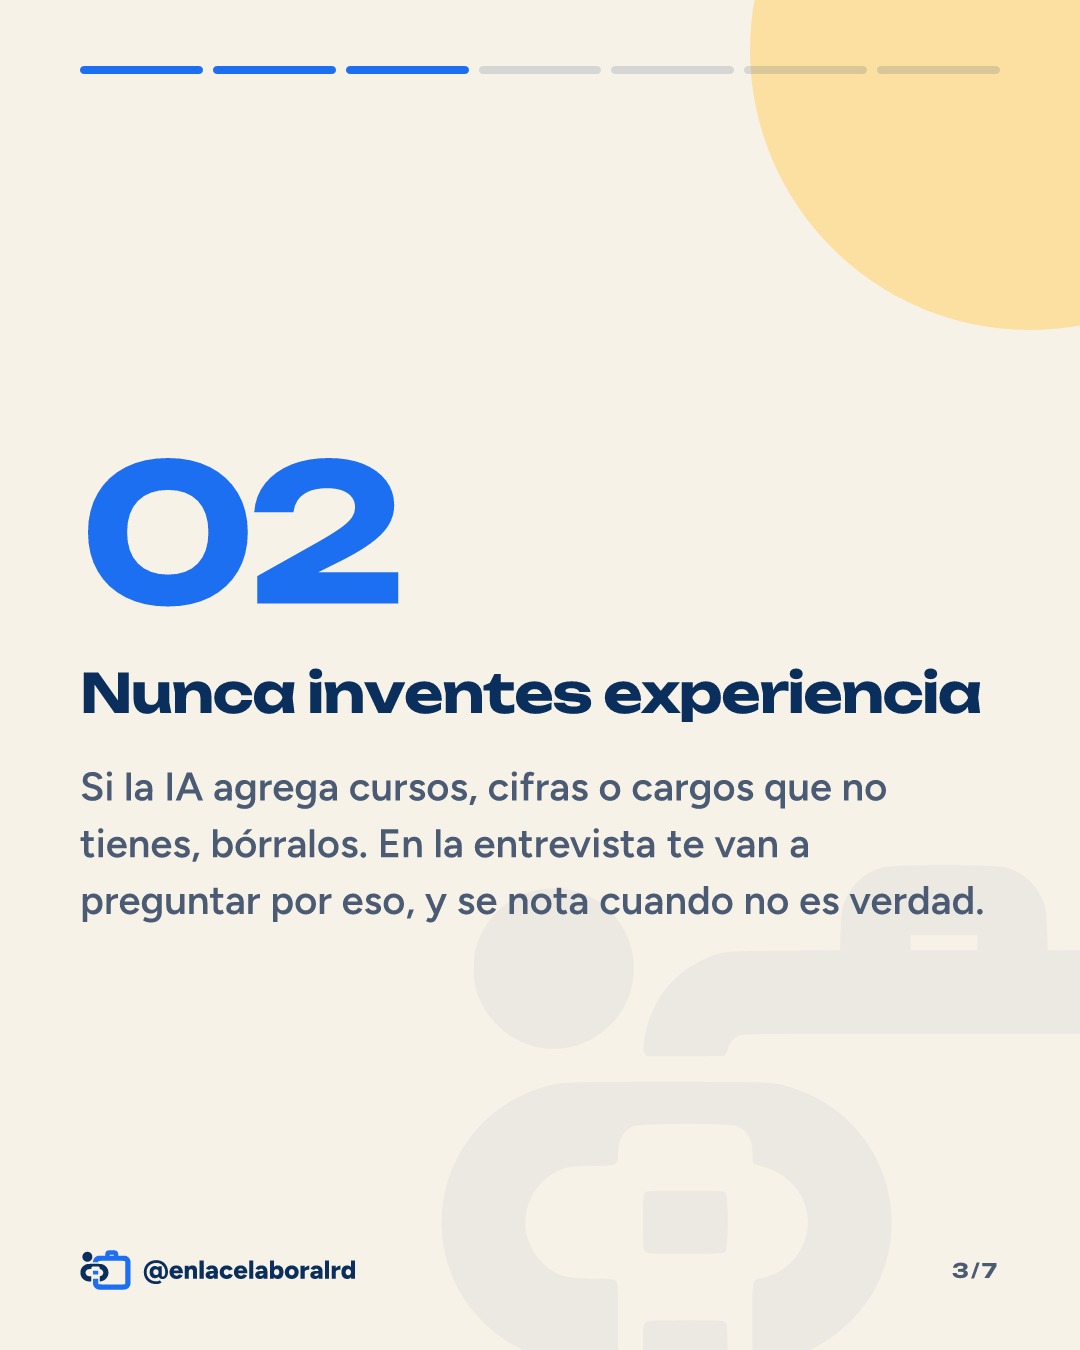 02
Nunca inventes experiencia
Si la IA agrega cursos, cifras o cargos que no
tienes, bórralos. En la entrevista te van a
preguntar por eso, y se nota cuando no es verdad.
@enlacelaboralrd
3/7